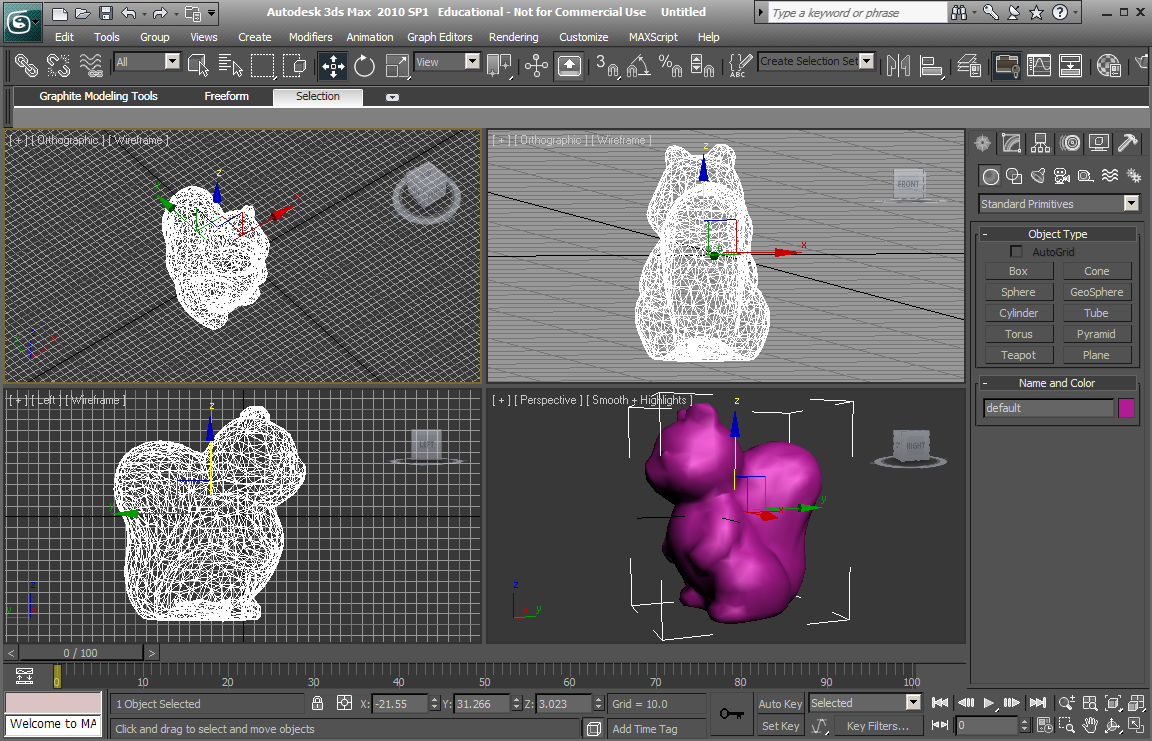 Autodesk 3ds Max 2010 SP1 Educational - Not for Commercial Use Untitled
Type a keyword or phrase
Edit Tools Group Views Create Modifiers Animation Graph Editors Rendering Customize MAXScript Help
All View 3 % ABC Create Selection Set
Graphite Modeling Tools Freeform Selection
[ + ] [ Orthographic ] [ Wireframe ]
z
y
x
[ + ] [ Orthographic ] [ Wireframe ]
z
x
FRONT
Standard Primitives
- Object Type
AutoGrid
Box Cone
Sphere GeoSphere
Cylinder Tube
Torus Pyramid
Teapot Plane
- Name and Color
default
[ + ] [ Left ] [ Wireframe ]
z
y
LEFT
z
y
[ + ] [ Perspective ] [ Smooth + Highlights ]
z
y
x
RIGHT
z
x
y
< 0 / 100 >
0 10 20 30 40 50 60 70 80 90 100
1 Object Selected X: -21.55 Y: 31.266 Z: 3.023 Grid = 10.0 Auto Key Selected
Welcome to MA
Click and drag to select and move objects Add Time Tag Set Key Key Filters... 0